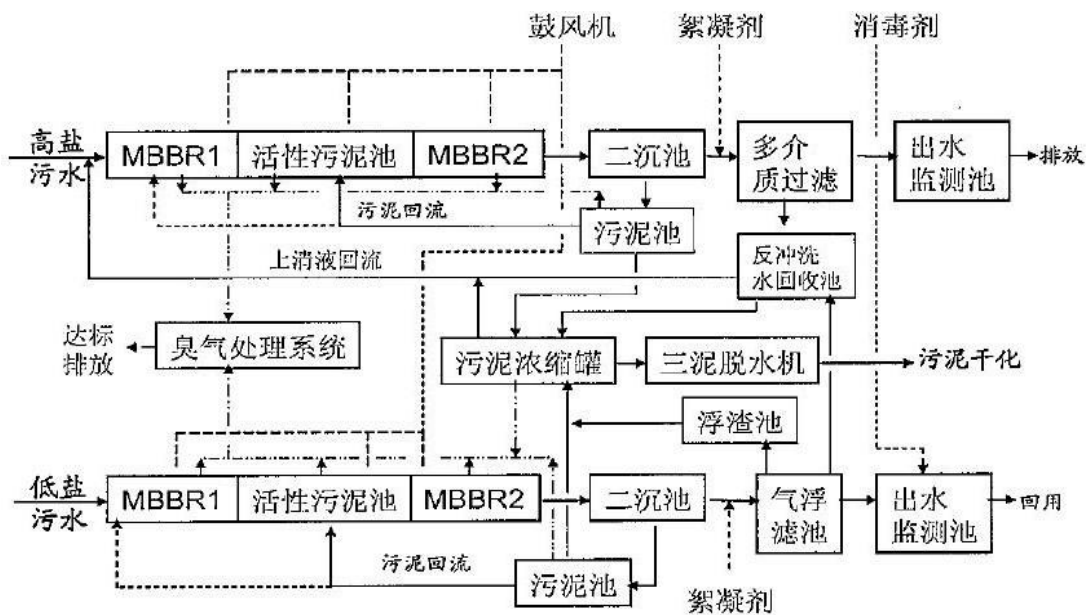 鼓风机
絮凝剂
消毒剂
高盐
污水
MBBR1
活性污泥池
MBBR2
二沉池
多介
质过滤
出水
监测池
排放
污泥回流
污泥池
上清液回流
反冲洗
水回收池
达标
排放
臭气处理系统
污泥浓缩罐
三泥脱水机
污泥干化
浮渣池
低盐
污水
MBBR1
活性污泥池
MBBR2
二沉池
气浮
滤池
出水
监测池
回用
污泥回流
污泥池
絮凝剂